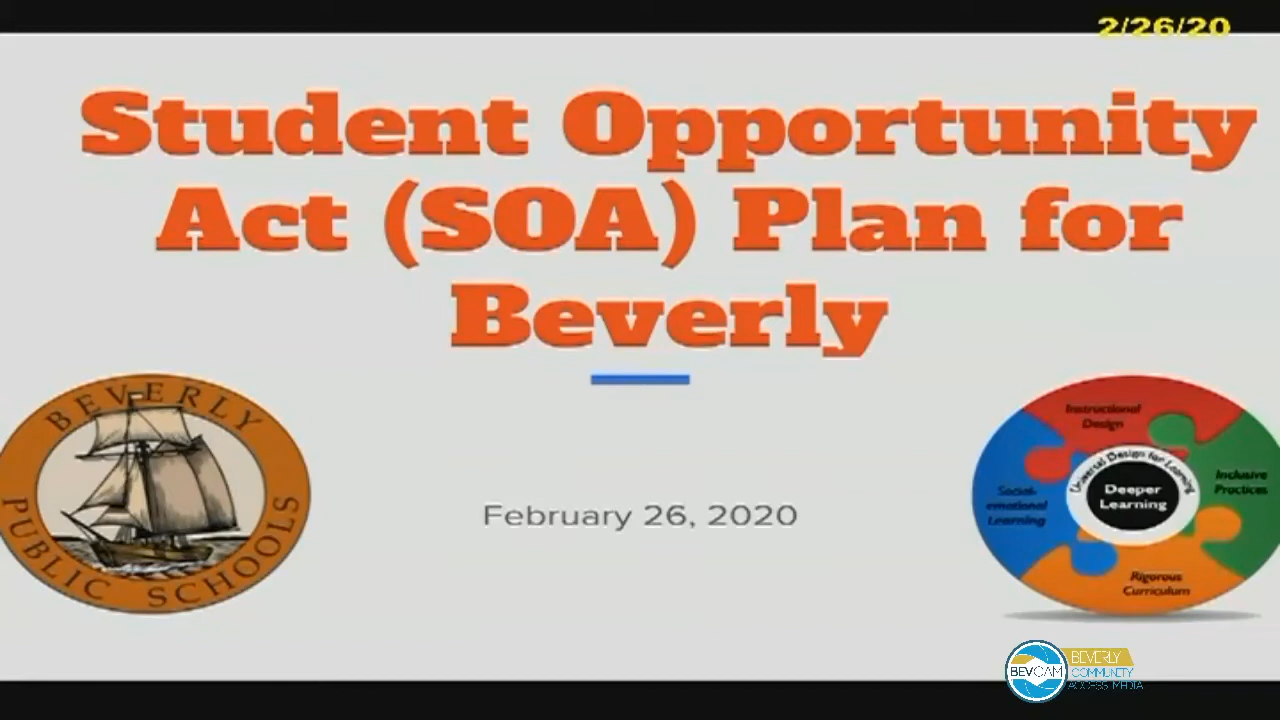 2/26/20
Student Opportunity
Act (SOA) Plan for
Beverly
BEVERLY
PUBLIC SCHOOLS
February 26, 2020
Instructional
Design
Social-
emotional
Learning
Universal Design for Learning
Deeper
Learning
Inclusive
Practices
Rigorous
Curriculum
BEVCAM
BEVERLY
COMMUNITY
ACCESS MEDIA